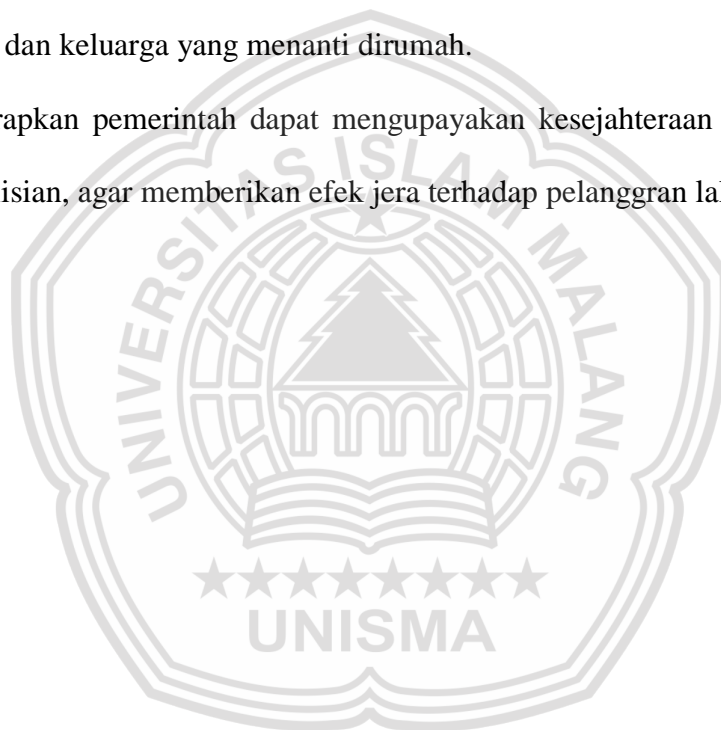 dan keluarga yang menanti dirumah.
rapkan pemerintah dapat mengupayakan kesejahteraan
isian, agar memberikan efek jera terhadap pelanggran la
UNIVERSITAS ISLAM MALANG
UNISMA